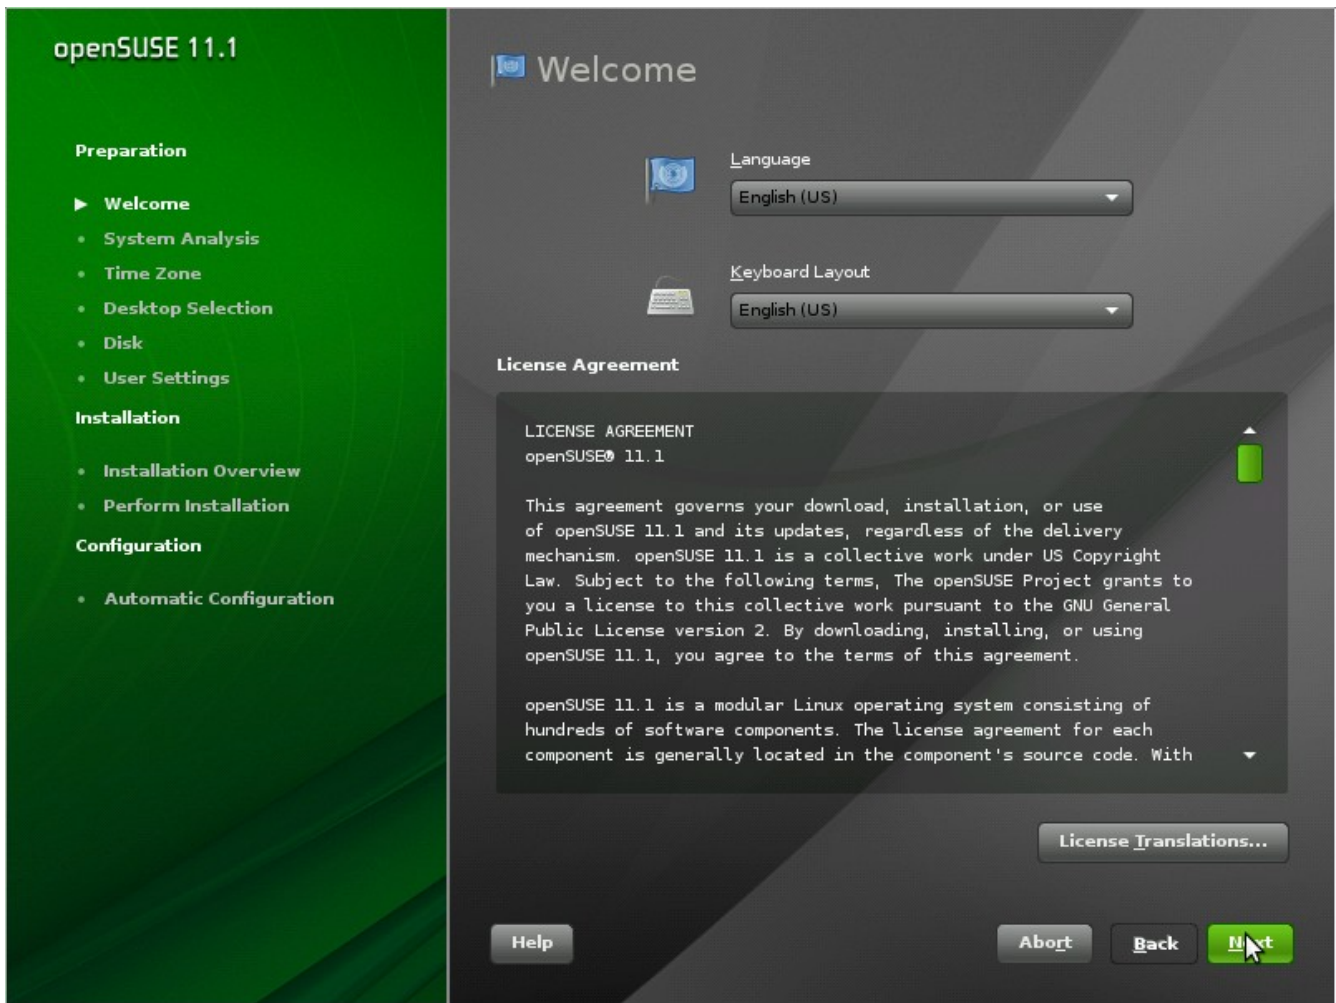 openSUSE 11.1
Preparation
Welcome
System Analysis
Time Zone
Desktop Selection
Disk
User Settings
Installation
Installation Overview
Perform Installation
Configuration
Automatic Configuration
Welcome
Language
English (US)
Keyboard Layout
English (US)
License Agreement
LICENSE AGREEMENT
openSUSE® 11.1
This agreement governs your download, installation, or use
of openSUSE 11.1 and its updates, regardless of the delivery
mechanism. openSUSE 11.1 is a collective work under US Copyright
Law. Subject to the following terms, The openSUSE Project grants to
you a license to this collective work pursuant to the GNU General
Public License version 2. By downloading, installing, or using
openSUSE 11.1, you agree to the terms of this agreement.
openSUSE 11.1 is a modular Linux operating system consisting of
hundreds of software components. The license agreement for each
component is generally located in the component's source code. With
License Translations...
Help
Abort
Back
Next